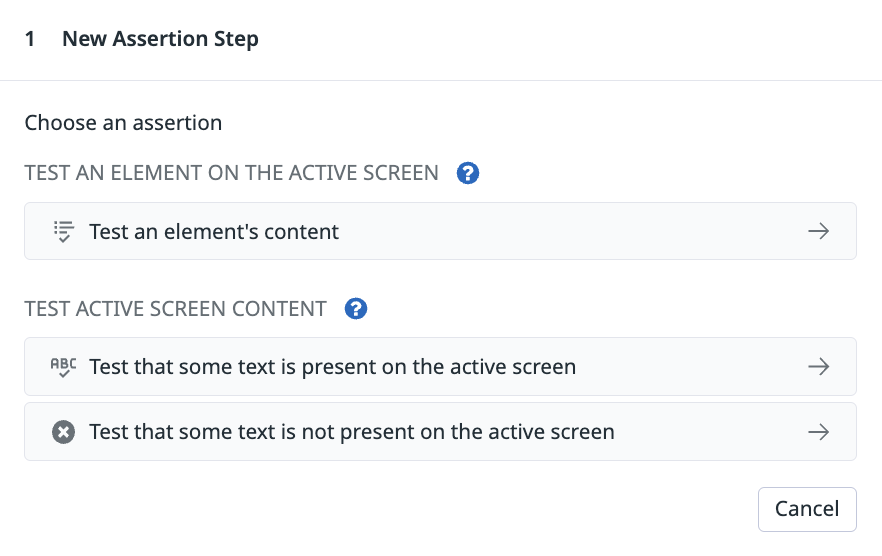 1 New Assertion Step
Choose an assertion
TEST AN ELEMENT ON THE ACTIVE SCREEN ?
Test an element's content
TEST ACTIVE SCREEN CONTENT ?
ABC Test that some text is present on the active screen
Test that some text is not present on the active screen
Cancel